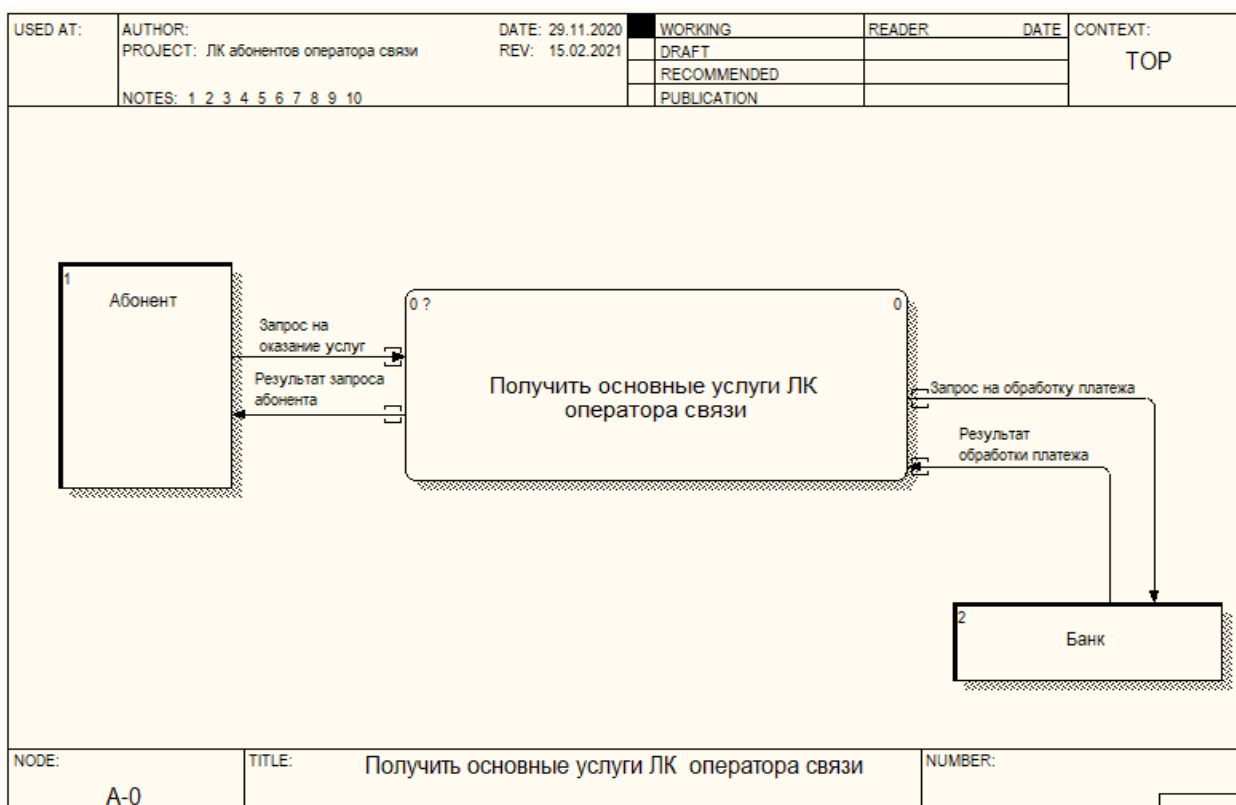 USED AT:
AUTHOR:
DATE: 29.11.2020
WORKING
READER
DATE
CONTEXT:
PROJECT: ЛК абонентов оператора связи
REV: 15.02.2021
DRAFT
TOP
RECOMMENDED
NOTES: 1 2 3 4 5 6 7 8 9 10
PUBLICATION
1
Абонент
Запрос на
оказание услуг
Результат запроса
абонента
0 ?
0
Получить основные услуги ЛК
оператора связи
Запрос на обработку платежа
Результат
обработки платежа
2
Банк
NODE:
A-0
TITLE:
Получить основные услуги ЛК оператора связи
NUMBER: